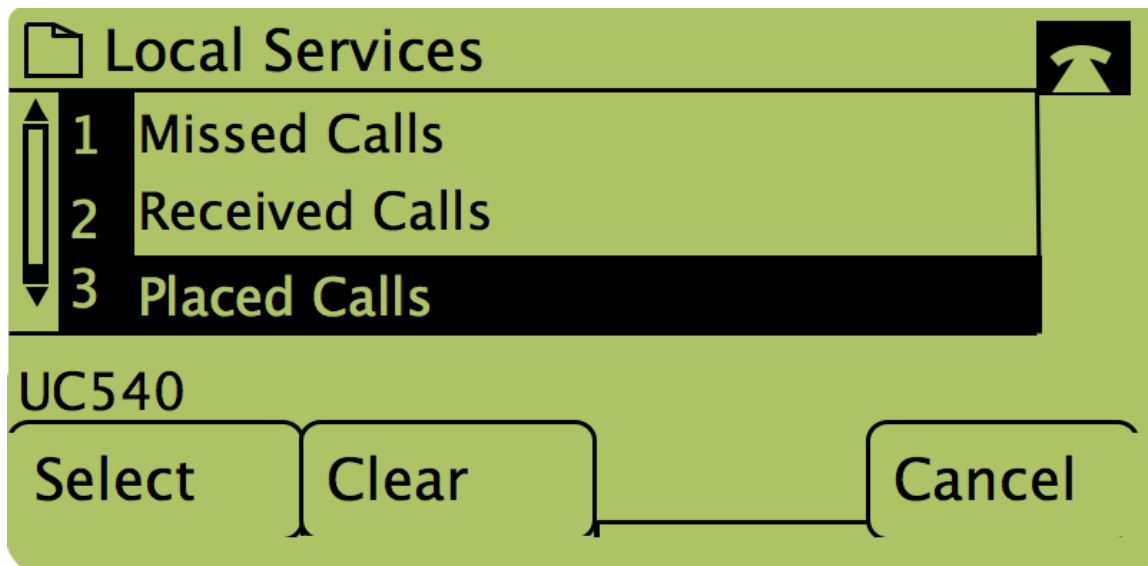 Local Services
1 Missed Calls
2 Received Calls
3 Placed Calls
UC540
Select Clear Cancel